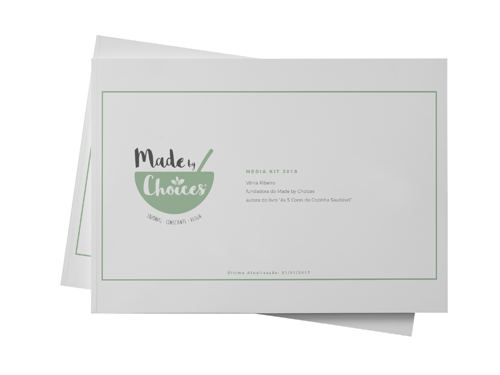 Made by
Choices
MEDIA KIT 2018
Vânia Ribeiro
fundadora do Made by Choices
autora do livro "As 5 Cores da Cozinha Saudável"
Última Atualização: 31/01/2017